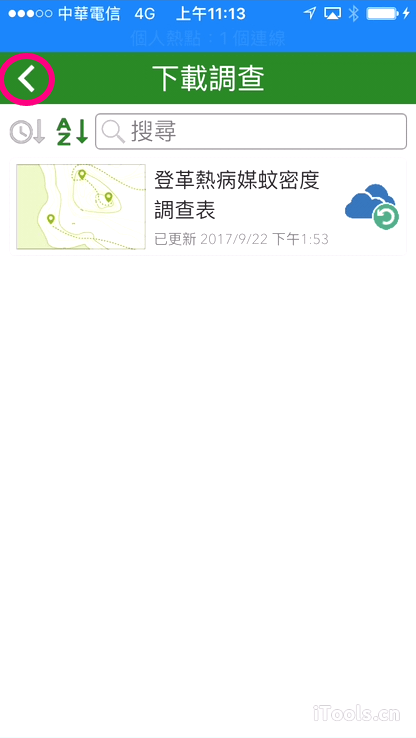 中華電信 4G 上午11:13
個人熱點：1 個連線
下載調查
A
Z
搜尋
登革熱病媒蚊密度
調查表
已更新 2017/9/22 下午1:53
iTools.cn